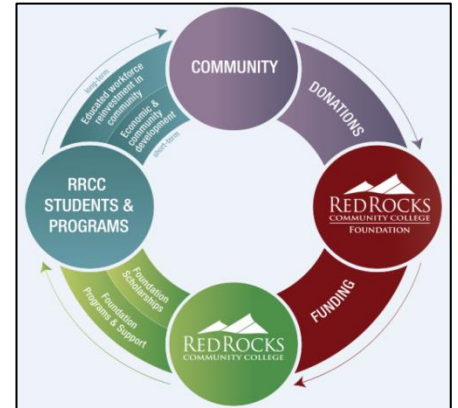 COMMUNITY
DONATIONS
RED ROCKS
COMMUNITY COLLEGE
FOUNDATION
FUNDING
RED ROCKS
COMMUNITY COLLEGE
Foundation
Scholarships
Foundation
Programs & Support
RRCC
STUDENTS &
PROGRAMS
long-term
Educated workforce
reinvestment in
community
Economic &
community
development
short-term